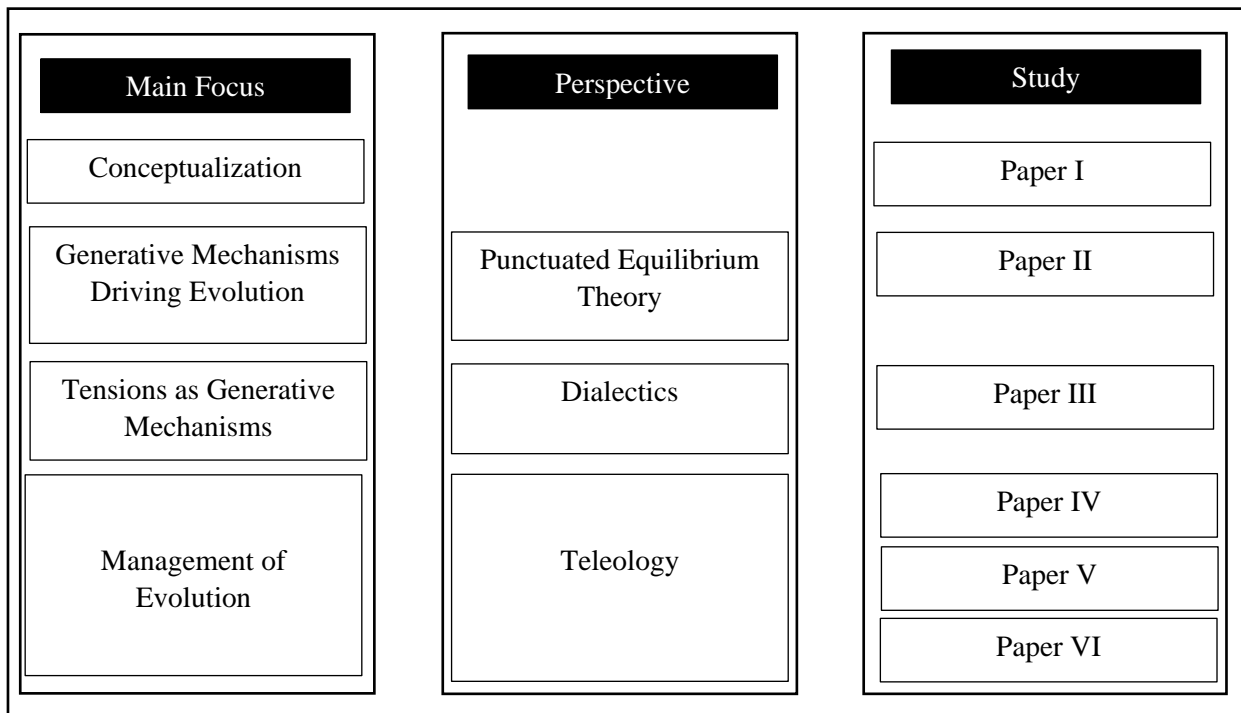 Main Focus
Conceptualization
Generative Mechanisms
Driving Evolution
Tensions as Generative
Mechanisms
Management of
Evolution
Perspective
Punctuated Equilibrium
Theory
Dialectics
Teleology
Study
Paper I
Paper II
Paper III
Paper IV
Paper V
Paper VI